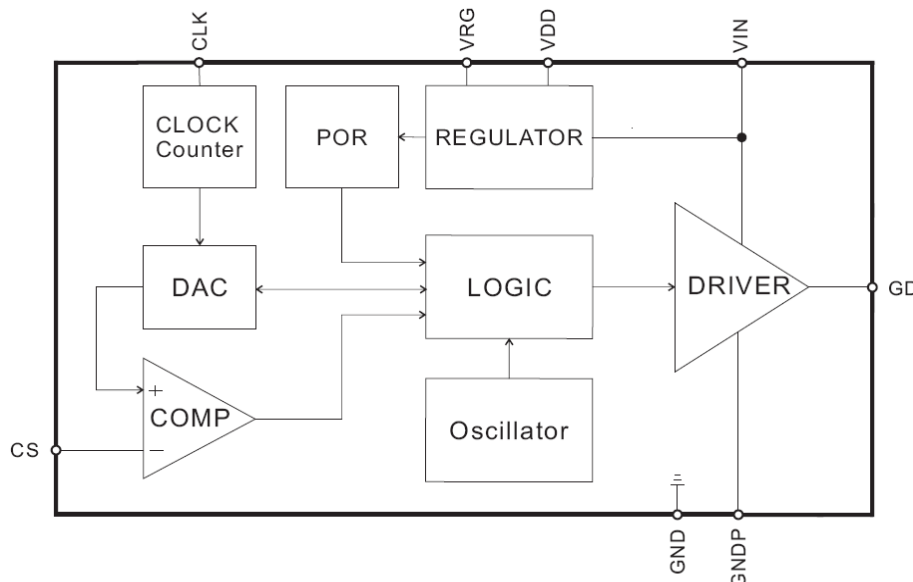 CLK
VRG
VDD
VIN
CLOCK
Counter
POR
REGULATOR
DAC
LOGIC
DRIVER
GD
+
COMP
−
Oscillator
CS
GND
GNDP